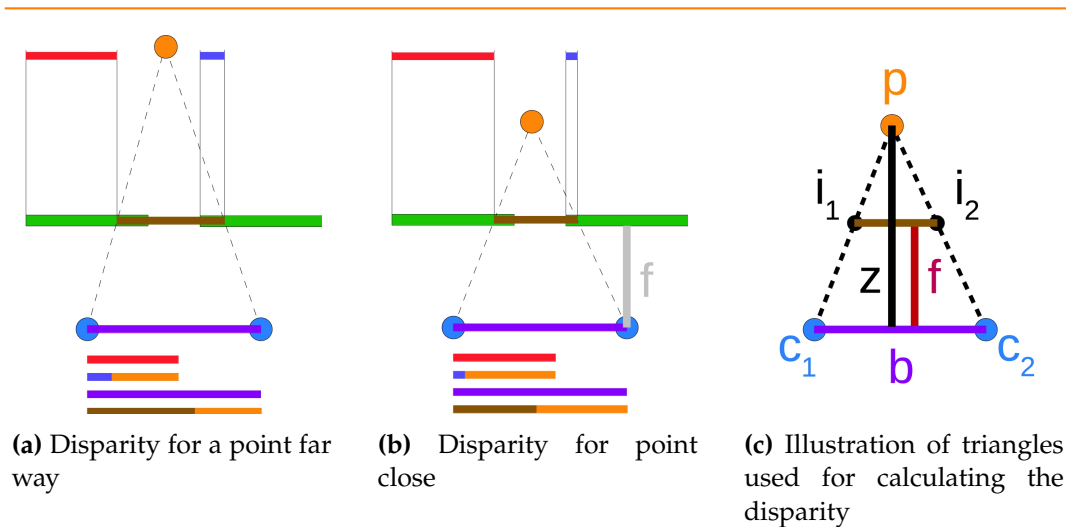 f
p
i1
i2
z
f
c1
b
c2
(a) Disparity for a point far
way
(b) Disparity for point
close
(c) Illustration of triangles
used for calculating the
disparity